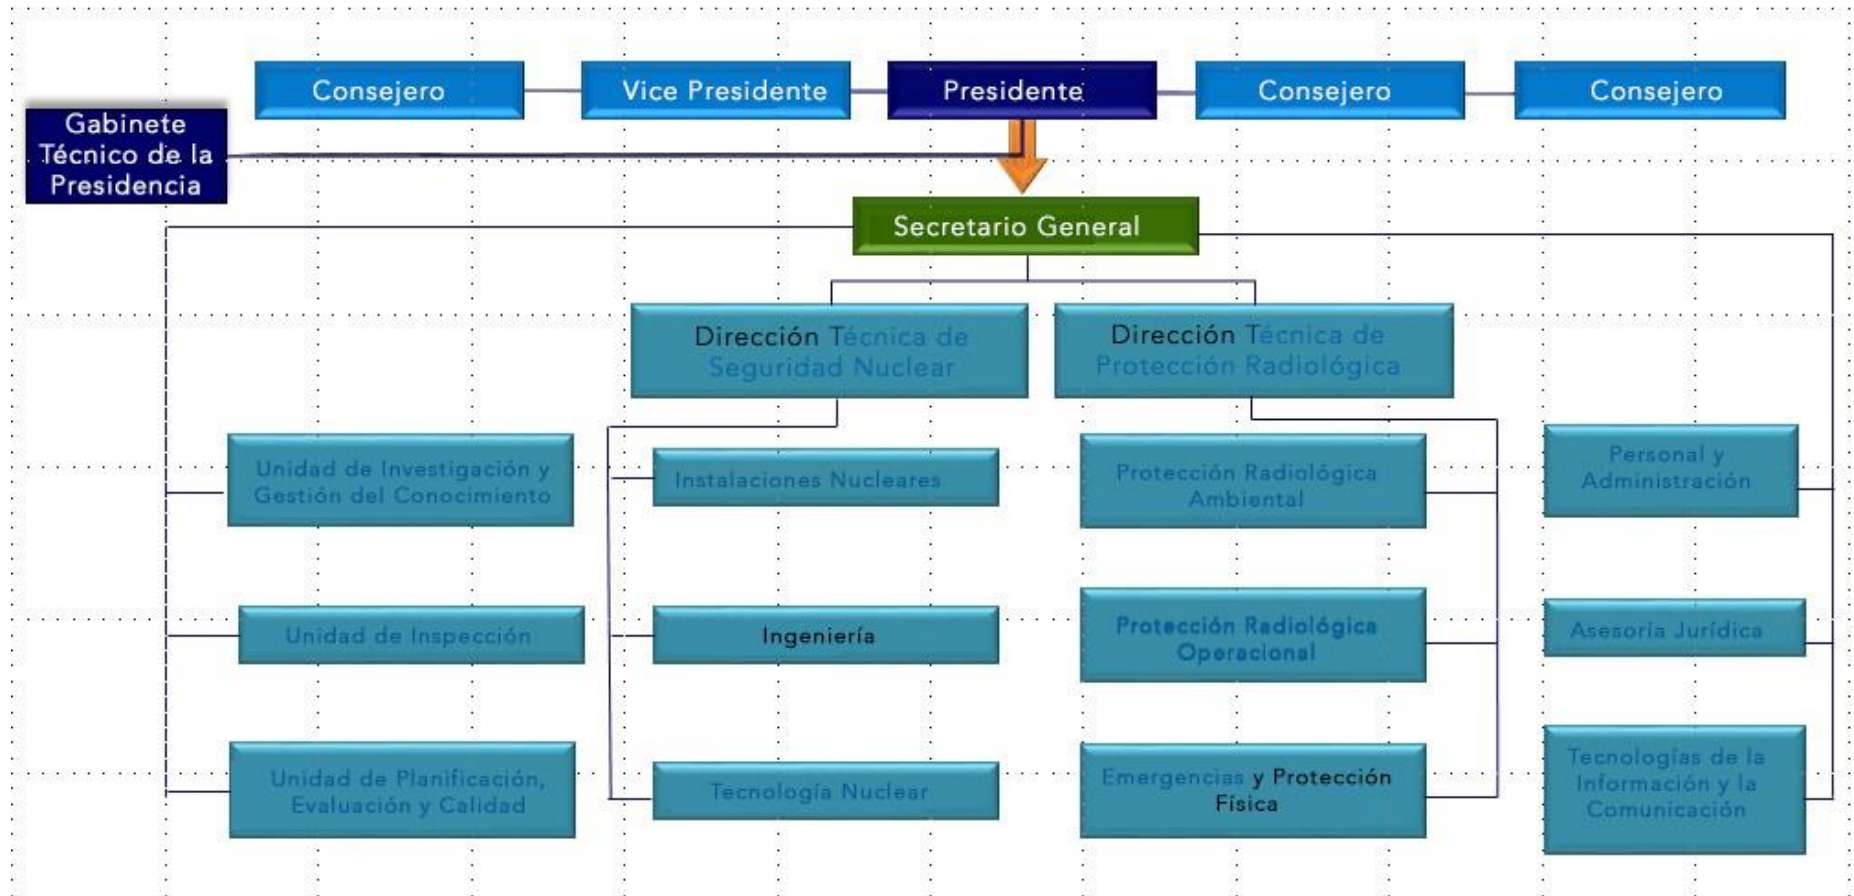 Consejero
Vice Presidente
Presidente
Consejero
Consejero
Gabinete
Técnico de la
Presidencia
Secretario General
Dirección Técnica de
Seguridad Nuclear
Dirección Técnica de
Protección Radiológica
Unidad de Investigación y
Gestión del Conocimiento
Instalaciones Nucleares
Protección Radiológica
Ambiental
Personal y
Administración
Unidad de Inspección
Ingeniería
Protección Radiológica
Operacional
Asesoría Jurídica
Unidad de Planificación,
Evaluación y Calidad
Tecnología Nuclear
Emergencias y Protección
Física
Tecnologías de la
Información y la
Comunicación